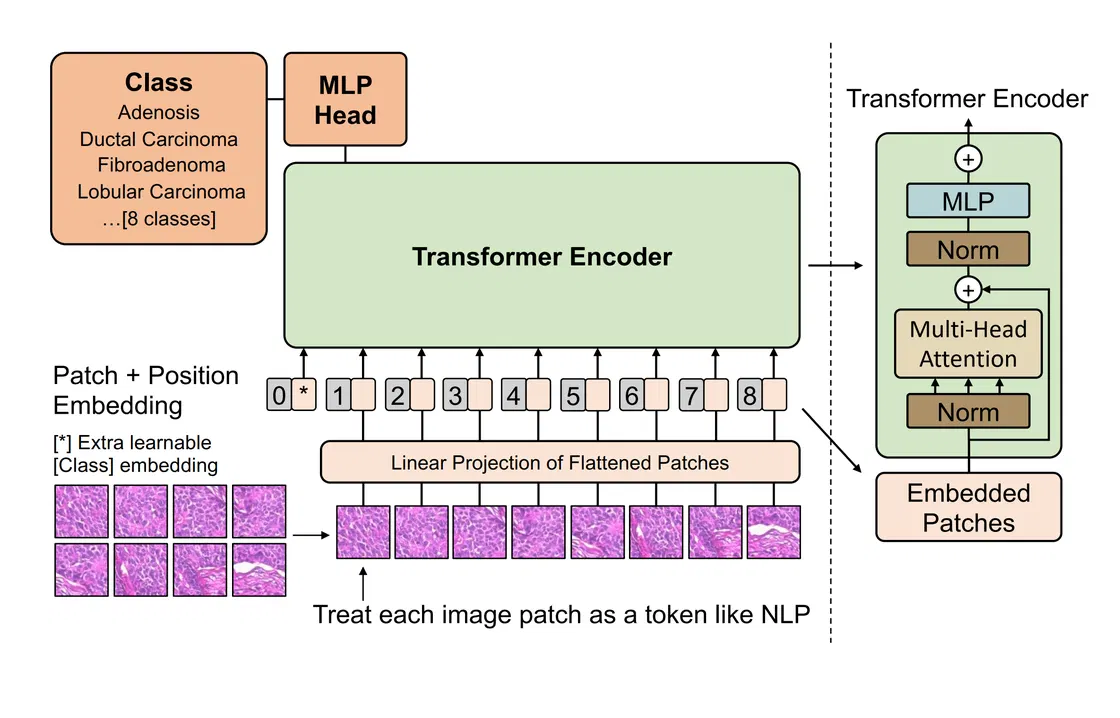 Class
Adenosis
Ductal Carcinoma
Fibroadenoma
Lobular Carcinoma
…[8 classes]
MLP
Head
Transformer Encoder
Patch + Position
Embedding
0 * 1 2 3 4 5 6 7 8
[*] Extra learnable
[Class] embedding
Linear Projection of Flattened Patches
Treat each image patch as a token like NLP
Transformer Encoder
+
MLP
Norm
+
Multi-Head
Attention
Norm
Embedded
Patches